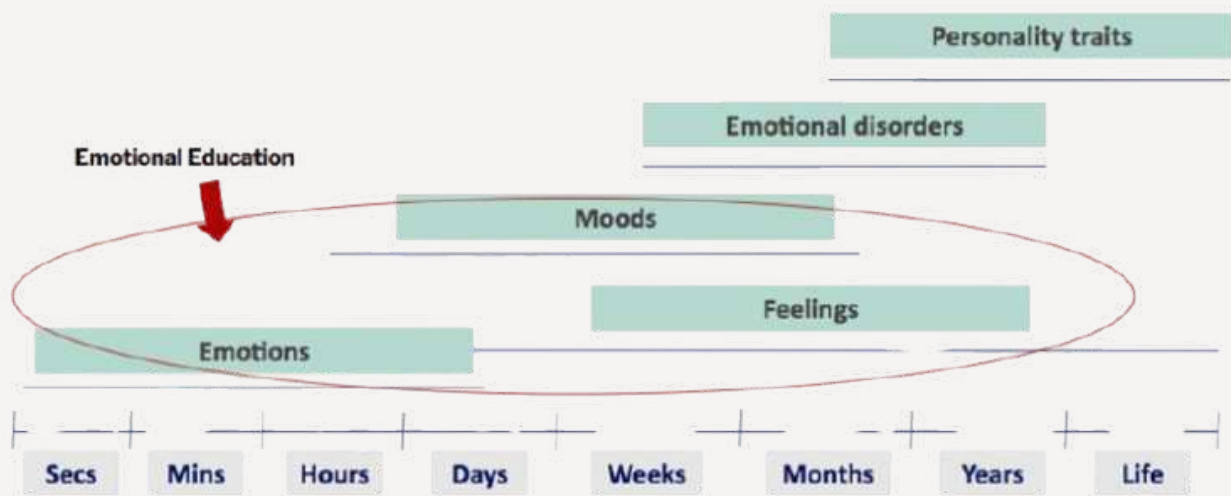 Personality traits
Emotional disorders
Emotional Education
Moods
Feelings
Emotions
Secs Mins Hours Days Weeks Months Years Life